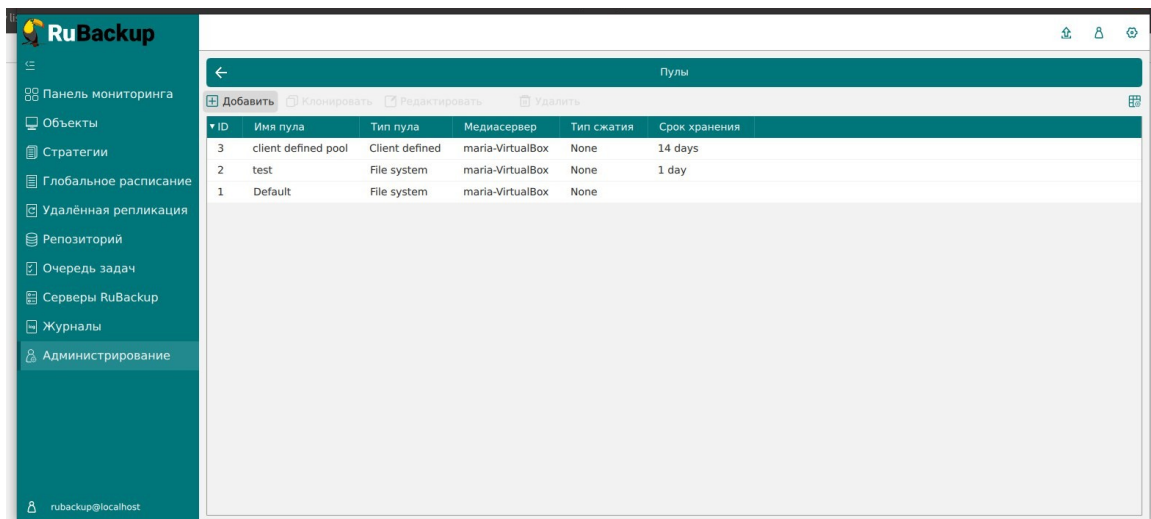 RuBackup
Пулы
Панель мониторинга
Объекты
Стратегии
Глобальное расписание
Удалённая репликация
Репозиторий
Очередь задач
Серверы RuBackup
Журналы
Администрирование
rubackup@localhost
Добавить Клонировать Редактировать Удалить
ID Имя пула Тип пула Медиасервер Тип сжатия Срок хранения
3 client defined pool Client defined maria-VirtualBox None 14 days
2 test File system maria-VirtualBox None 1 day
1 Default File system maria-VirtualBox None